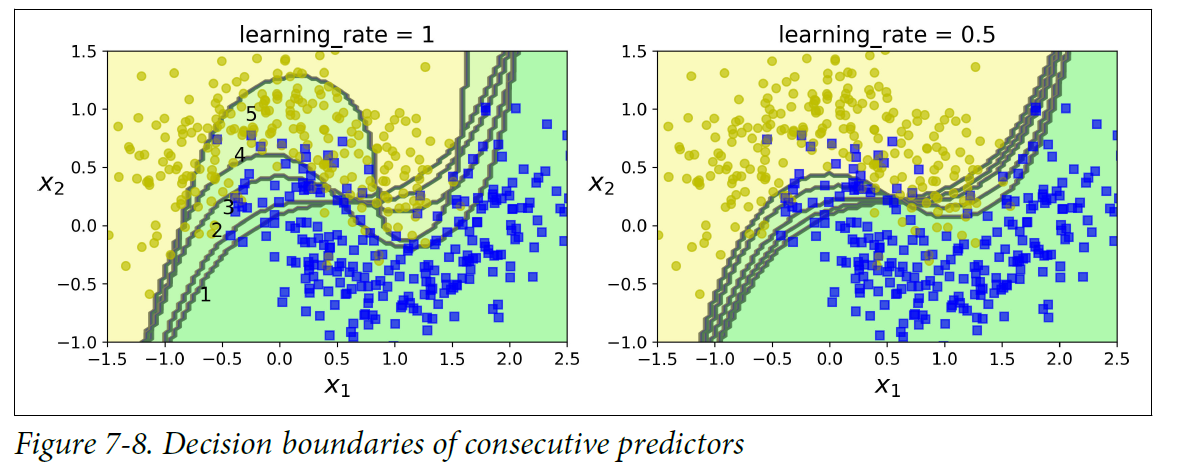 learning_rate = 1
1.5
1.0
0.5
0.0
−0.5
−1.0
x2
5
4
3
2
1
−1.5 −1.0 −0.5 0.0 0.5 1.0 1.5 2.0 2.5
x1
learning_rate = 0.5
1.5
1.0
0.5
0.0
−0.5
−1.0
x2
−1.5 −1.0 −0.5 0.0 0.5 1.0 1.5 2.0 2.5
x1
Figure 7-8. Decision boundaries of consecutive predictors